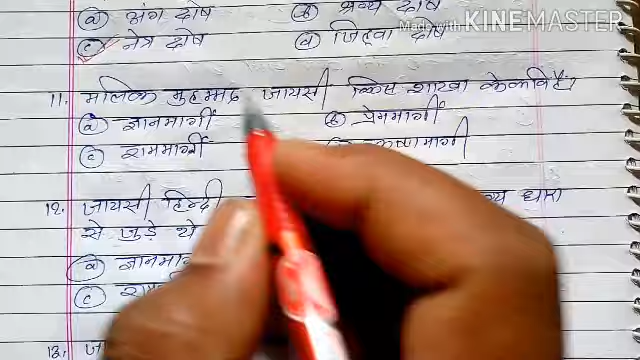 (a) अंग दोष (b) श्रव्य दोष
Made With KINEMASTER
(c) नेत्र दोष (d) जिह्वा दोष
11. मलिक मुहम्मद जायसी किस शाखा के कवि हैं?
(a) ज्ञानमार्गी (b) प्रेममार्गी
(c) राममार्गी कृष्णमार्गी
12. जायसी हिन्दी धारा
से जुड़े थे
(a) ज्ञानमा
(c)
13.